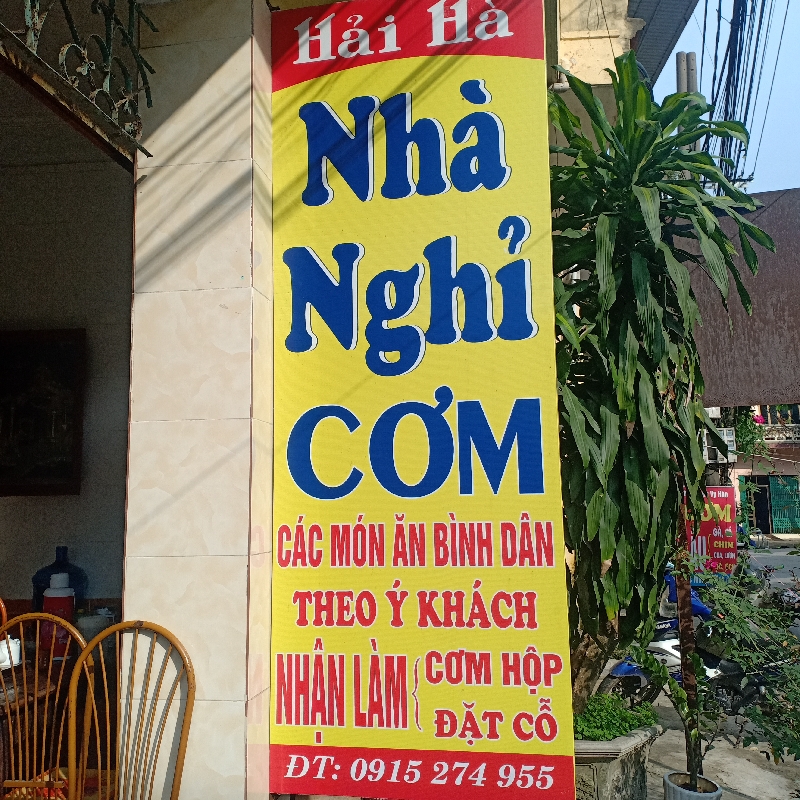 Hải Hà
Nhà
Nghỉ
CƠM
CÁC MÓN ĂN BÌNH DÂN
THEO Ý KHÁCH
NHẬN LÀM { CƠM HỘP
ĐẶT CỖ
ĐT: 0915 274 955